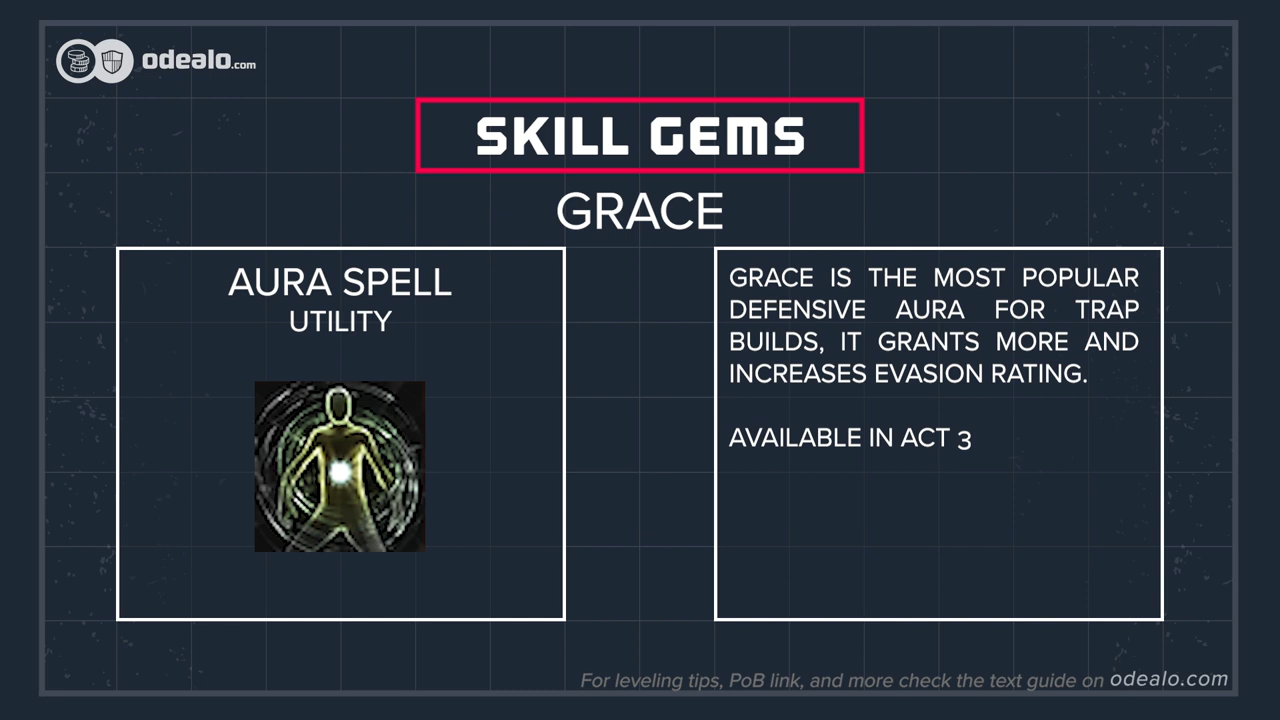 odealo.com
SKILL GEMS
GRACE
AURA SPELL
UTILITY
GRACE IS THE MOST POPULAR
DEFENSIVE AURA FOR TRAP
BUILDS, IT GRANTS MORE AND
INCREASES EVASION RATING.
AVAILABLE IN ACT 3
For leveling tips, PoB link, and more check the text guide on odealo.com